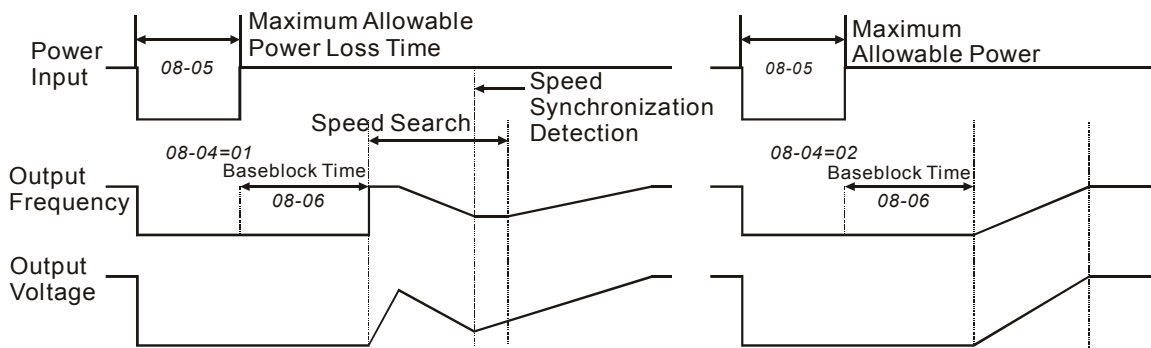 Maximum Allowable
Power Loss Time
Power
Input
08-05
Speed
Synchronization
Detection
Speed Search
08-04=01
Baseblock Time
08-06
Output
Frequency
Output
Voltage
Maximum
Allowable Power
08-05
08-04=02
Baseblock Time
08-06